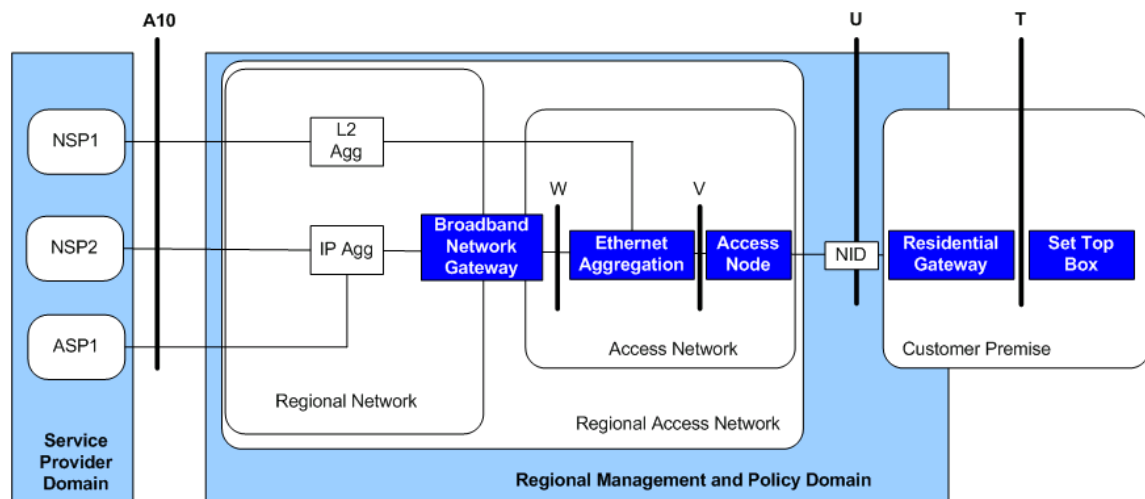 A10
U
T
NSP1
L2
Agg
W
V
NSP2
IP Agg
Broadband
Network
Gateway
Ethernet
Aggregation
Access
Node
NID
Residential
Gateway
Set Top
Box
ASP1
Access Network
Customer Premise
Regional Network
Regional Access Network
Service
Provider
Domain
Regional Management and Policy Domain